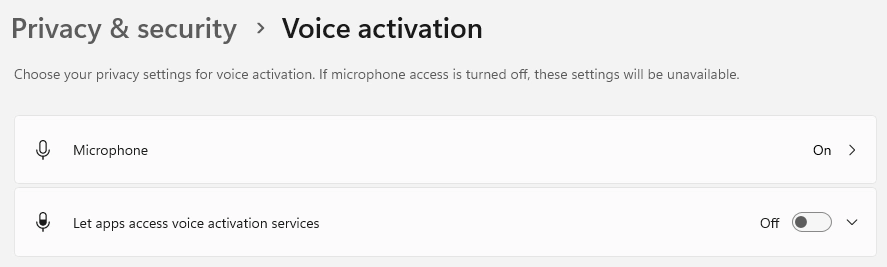 Privacy & security > Voice activation
Choose your privacy settings for voice activation. If microphone access is turned off, these settings will be unavailable.
Microphone On
Let apps access voice activation services Off